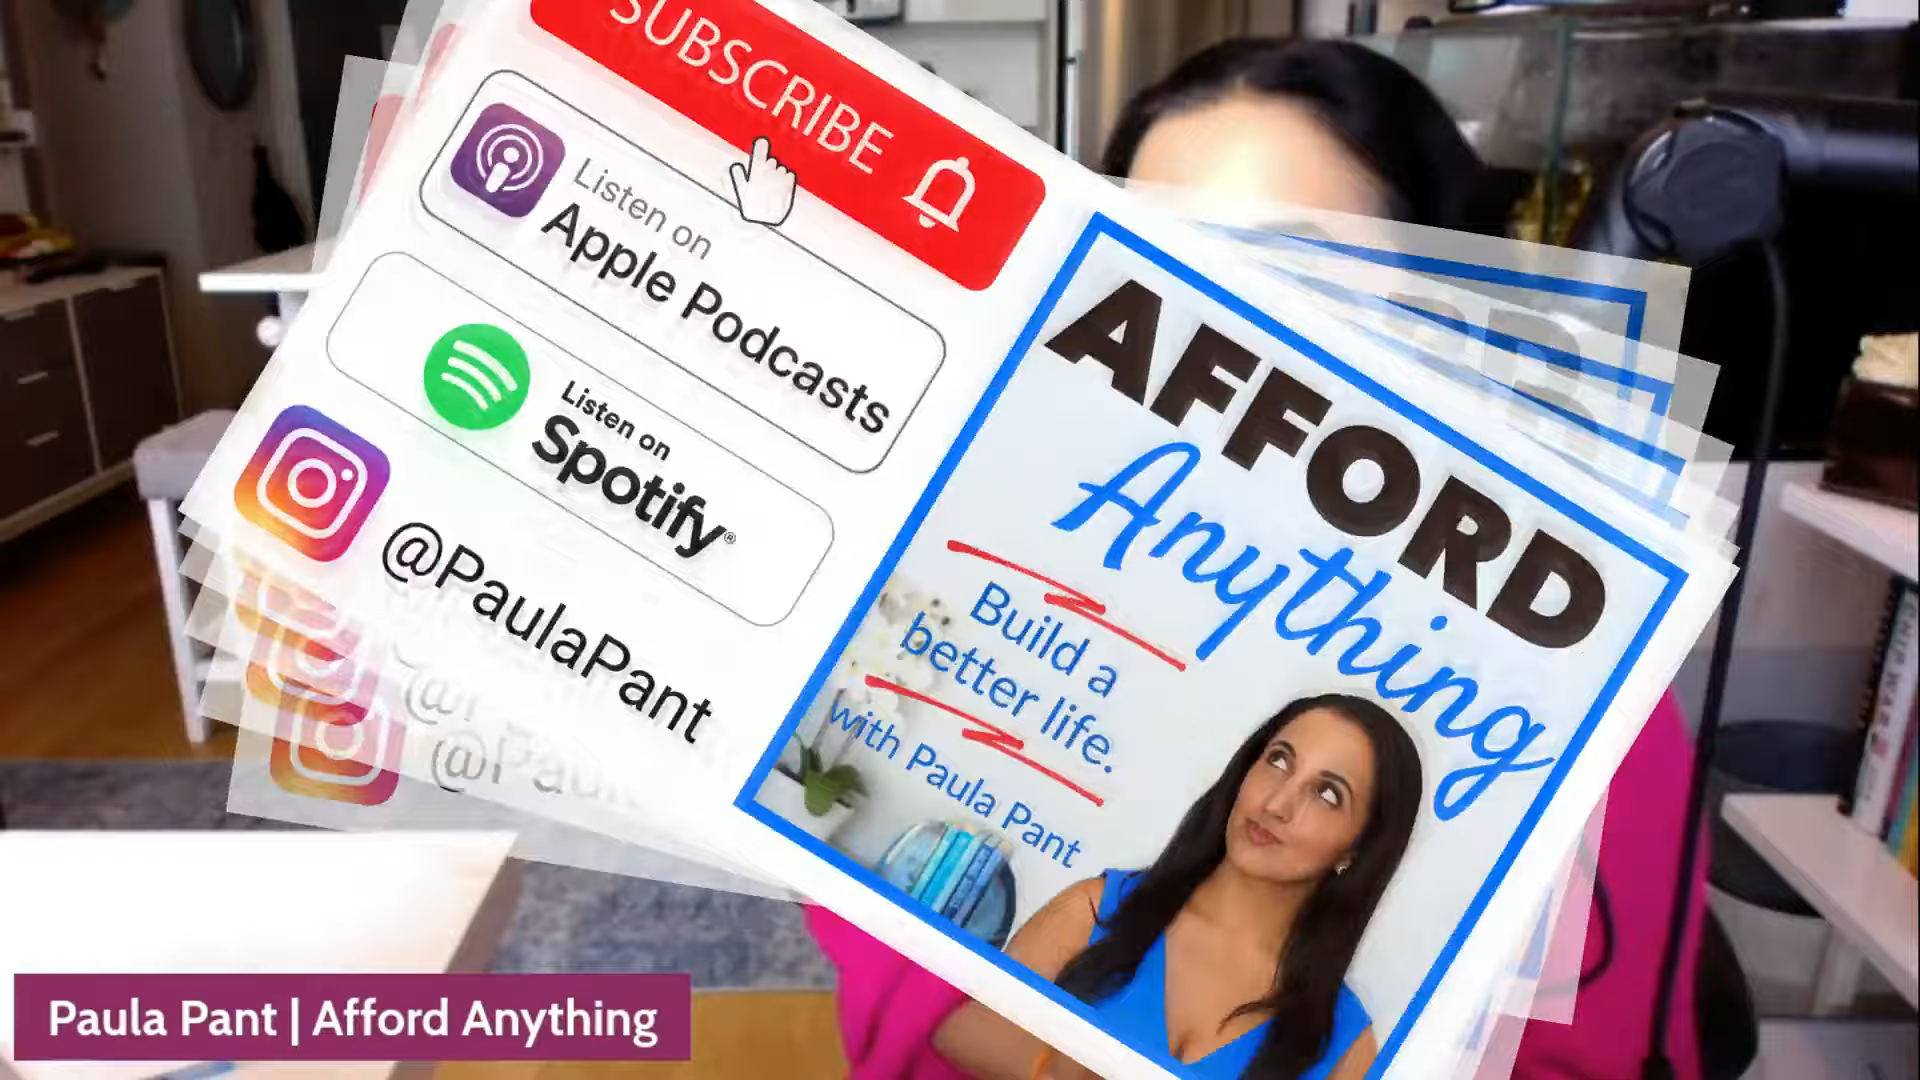 SUBSCRIBE
Listen on
Apple Podcasts
Listen on
Spotify®
@PaulaPant
AFFORD
Anything
Build a
better life.
with Paula Pant
Paula Pant | Afford Anything